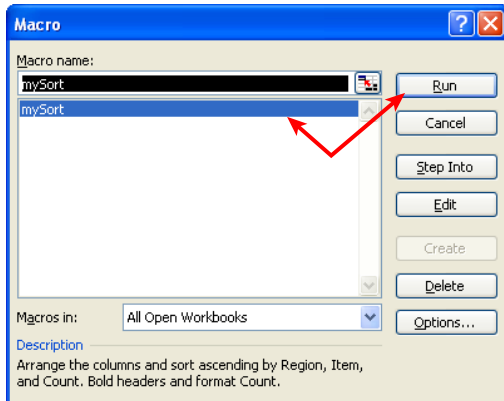 Macro
Macro name:
mySort
mySort
Run
Cancel
Step Into
Edit
Create
Delete
Options...
Macros in:
All Open Workbooks
Description
Arrange the columns and sort ascending by Region, Item,
and Count. Bold headers and format Count.